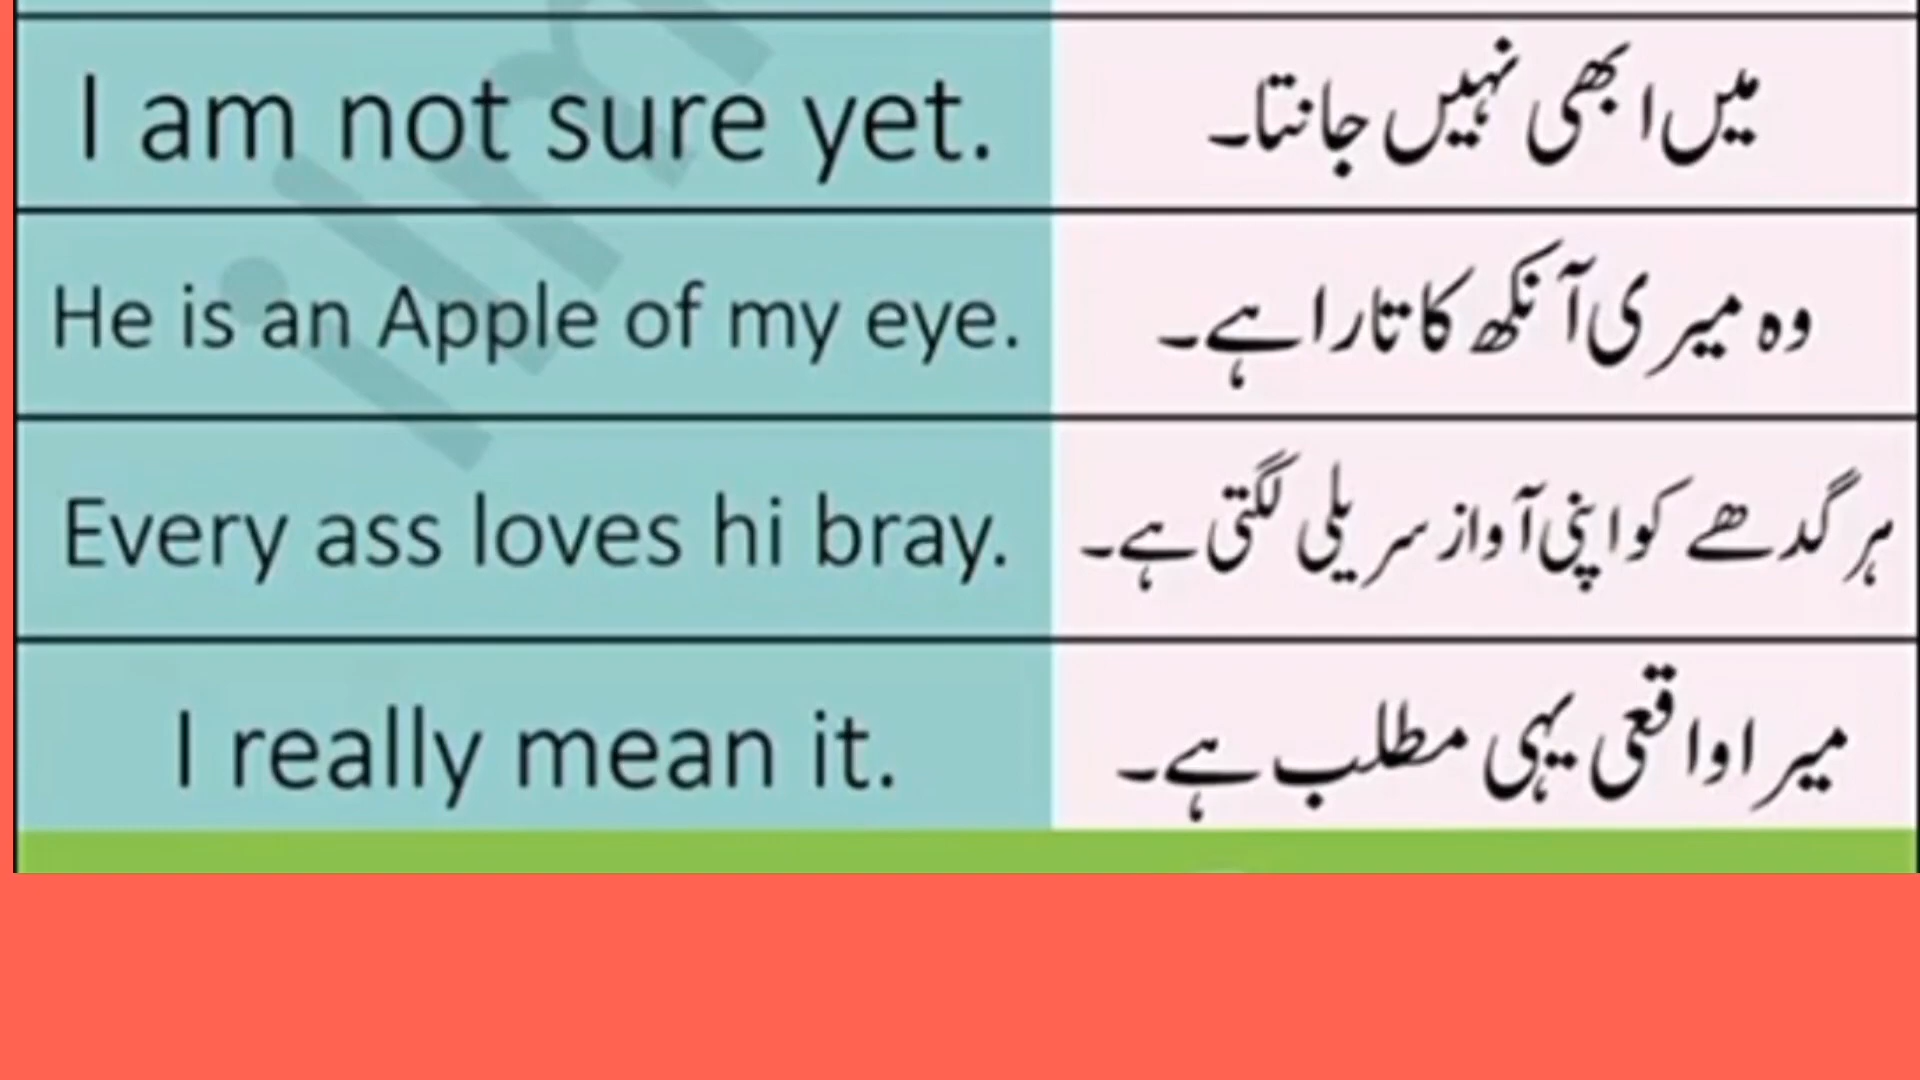 I am not sure yet. میں ابھی نہیں جانتا۔
He is an Apple of my eye. وہ میری آنکھ کا تارا ہے۔
Every ass loves hi bray. ہر گدھے کو اپنی آواز سریلی لگتی ہے۔
I really mean it. میرا واقعی یہی مطلب ہے۔
ilm